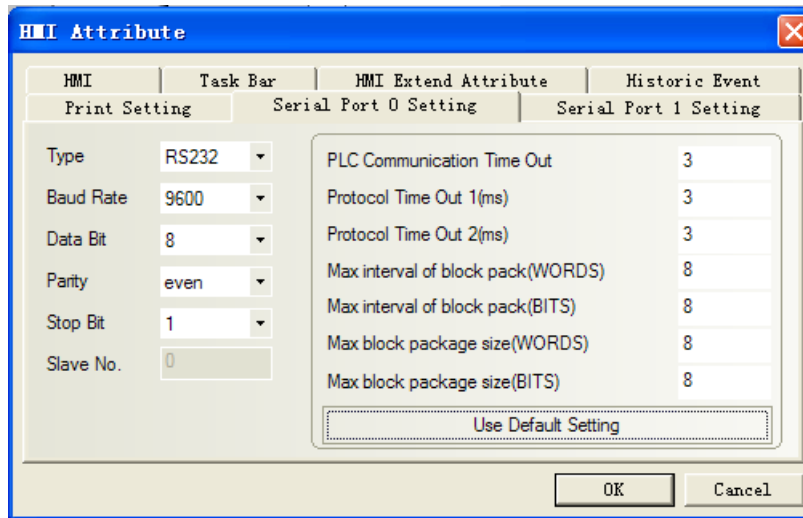 HMI Attribute
HMI Task Bar HMI Extend Attribute Historic Event
Print Setting Serial Port 0 Setting Serial Port 1 Setting
Type RS232
Baud Rate 9600
Data Bit 8
Parity even
Stop Bit 1
Slave No. 0
PLC Communication Time Out 3
Protocol Time Out 1(ms) 3
Protocol Time Out 2(ms) 3
Max interval of block pack(WORDS) 8
Max interval of block pack(BITS) 8
Max block package size(WORDS) 8
Max block package size(BITS) 8
Use Default Setting
OK Cancel